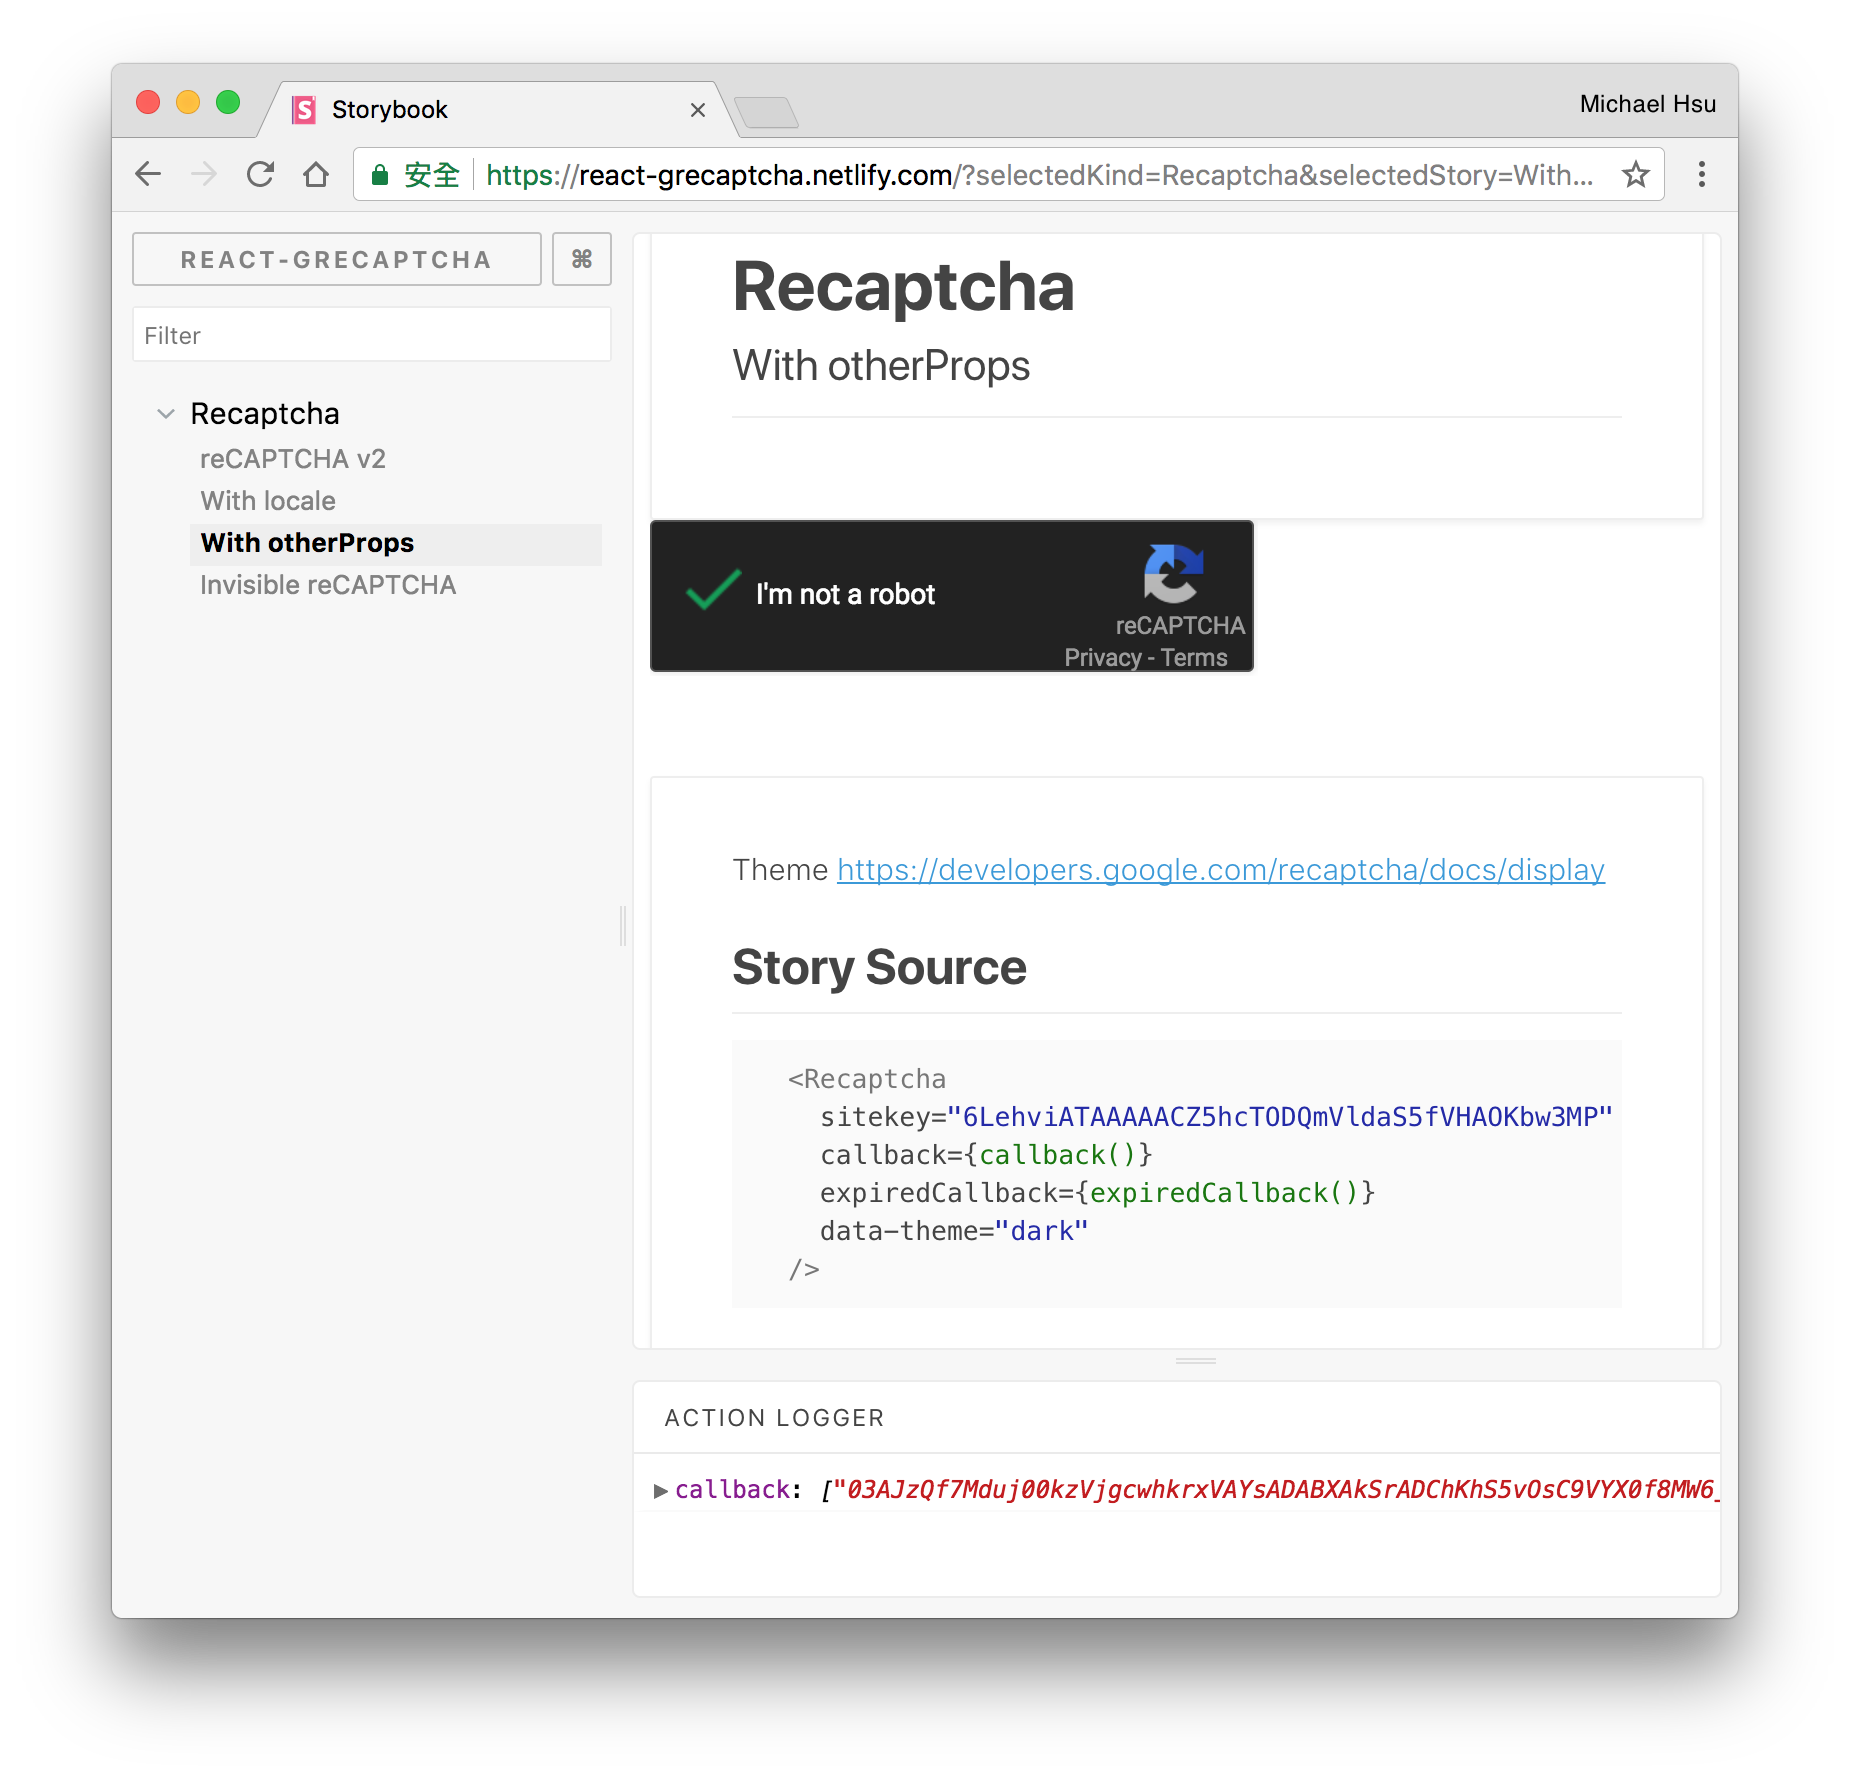 Storybook
Michael Hsu
安全 https://react-grecaptcha.netlify.com/?selectedKind=Recaptcha&selectedStory=With...
REACT-GRECAPTCHA ⌘
Filter
Recaptcha
reCAPTCHA v2
With locale
With otherProps
Invisible reCAPTCHA
Recaptcha
With otherProps
I'm not a robot
reCAPTCHA
Privacy - Terms
Theme https://developers.google.com/recaptcha/docs/display
Story Source
<Recaptcha
sitekey="6LehviATAAAAACZ5hcTODQmVldaS5fVHAOKbw3MP"
callback={callback()}
expiredCallback={expiredCallback()}
data-theme="dark"
/>
ACTION LOGGER
callback: ["03AJzQf7Mduj00kzVjgcwhkrxVAYsADABXAkSrADChKhS5vOsC9VYX0f8MW6_